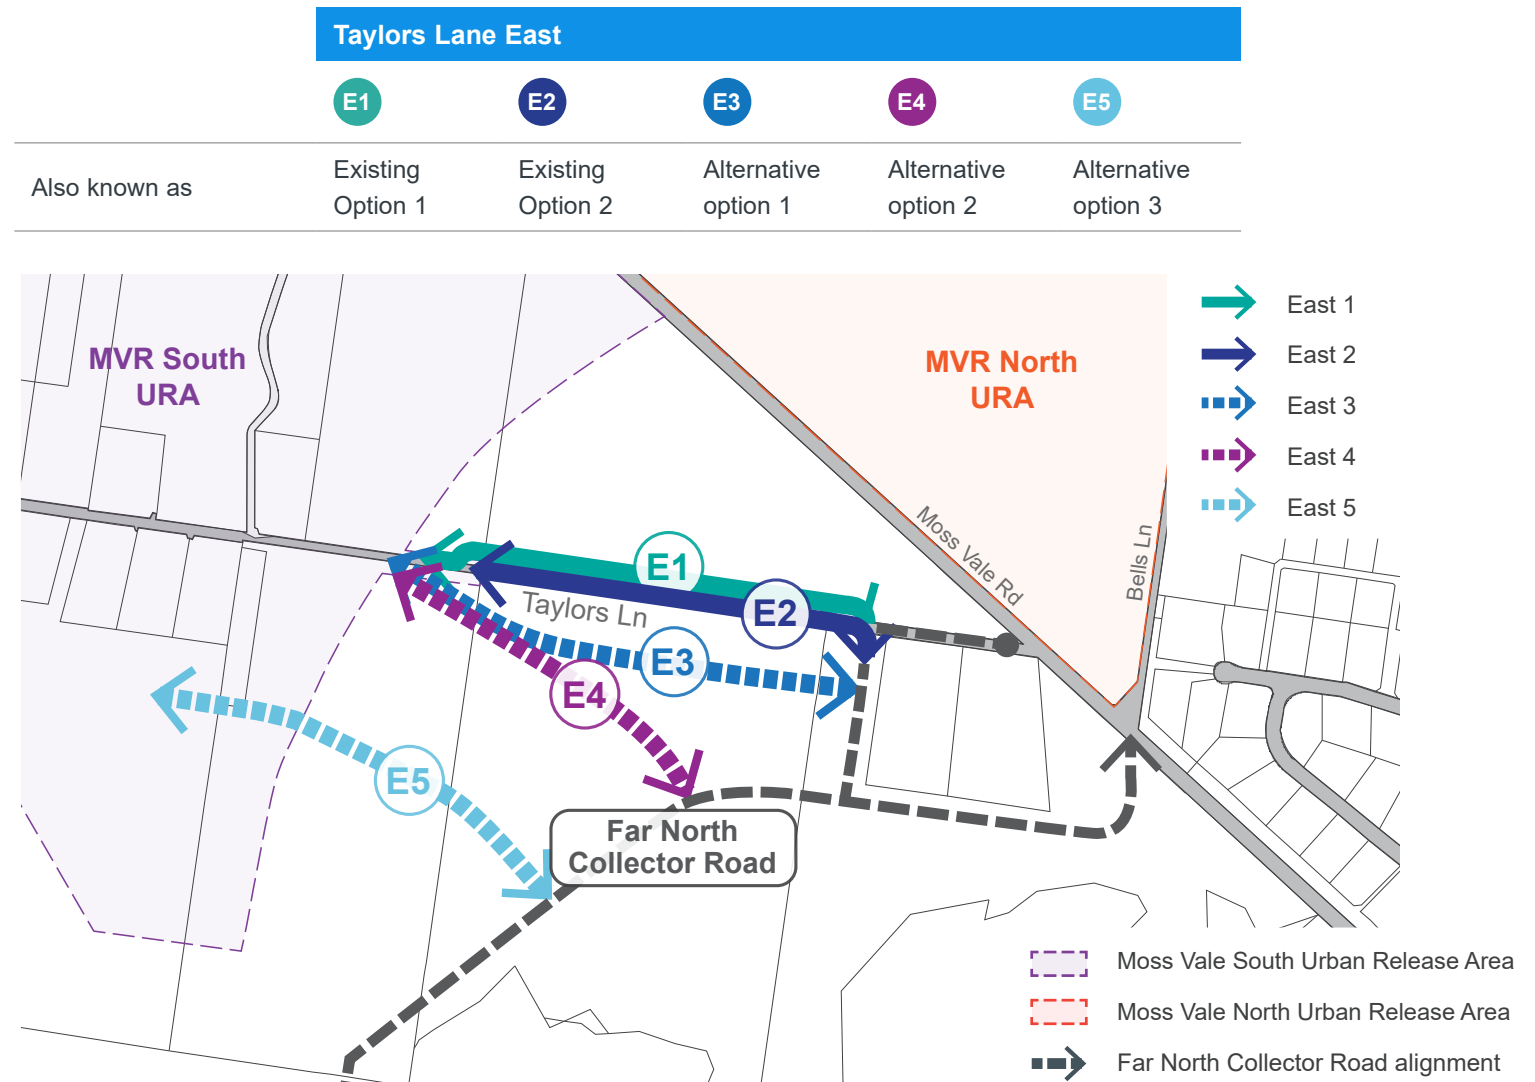 Taylors Lane East
E1
E2
E3
E4
E5
Also known as
Existing
Option 1
Existing
Option 2
Alternative
option 1
Alternative
option 2
Alternative
option 3
MVR South
URA
MVR North
URA
East 1
East 2
East 3
East 4
East 5
Moss Vale Rd
Bells Ln
E1
E2
Taylors Ln
E3
E4
E5
Far North
Collector Road
Moss Vale South Urban Release Area
Moss Vale North Urban Release Area
Far North Collector Road alignment